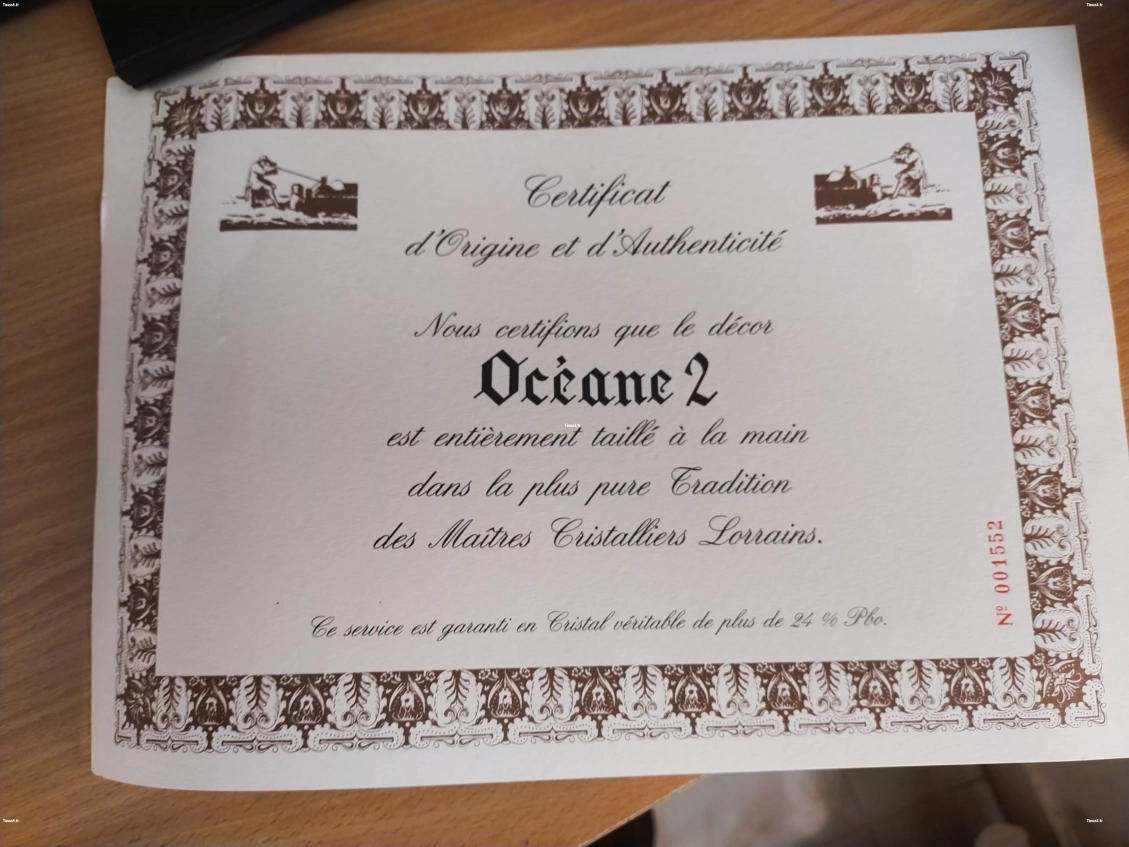 Certificat
d'Origine et d'Authenticité
Nous certifions que le décor
Océane 2
est entièrement taillé à la main
dans la plus pure Tradition
des Maîtres Cristalliers Lorrains.
Ce service est garanti en Cristal véritable de plus de 24 % Pbo.
Nº 001552